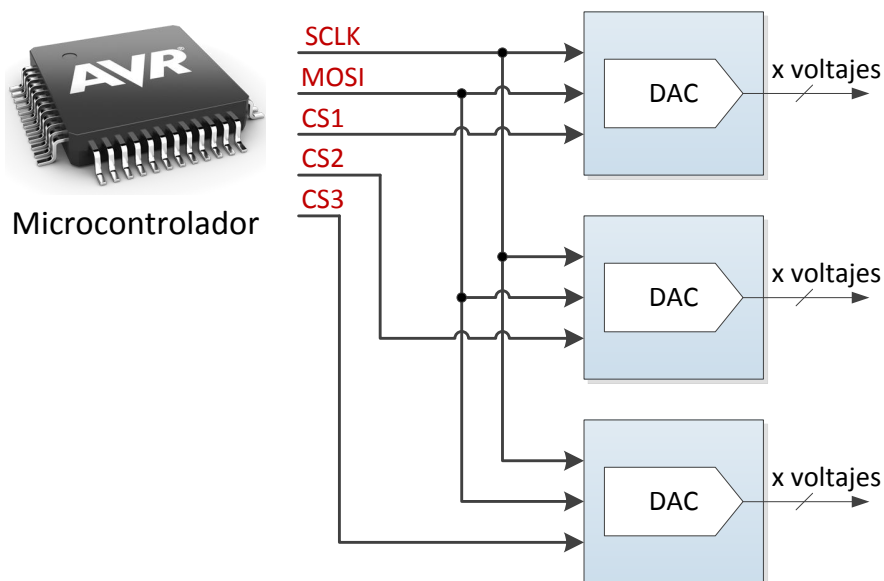 AVR®
Microcontrolador
SCLK
MOSI
CS1
CS2
CS3
DAC
x voltajes
DAC
x voltajes
DAC
x voltajes